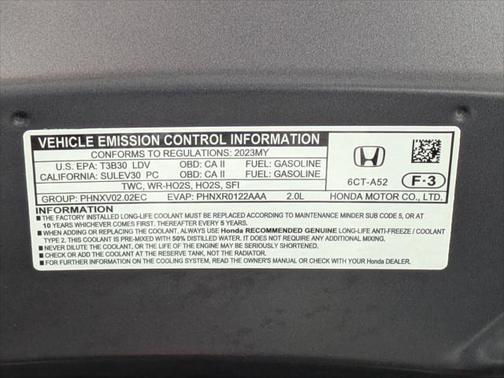 VEHICLE EMISSION CONTROL INFORMATION
CONFORMS TO REGULATIONS: 2023MY
U.S. EPA: T3B30 LDV OBD: CA II FUEL: GASOLINE
CALIFORNIA: SULEV30 PC OBD: CA II FUEL: GASOLINE
TWC, WR-HO2S, HO2S, SFI
GROUP: PHNXV02.02EC EVAP: PHNXR0122AAA 2.0L
6CT-A52 F-3
HONDA MOTOR CO., LTD.
INFORMATION
■ FACTORY INSTALLED LONG-LIFE COOLANT MUST BE REPLACED ACCORDING TO MAINTENANCE MINDER SUB CODE 5, OR AT
10 YEARS WHICHEVER COMES FIRST. THEREAFTER EVERY 5 YEARS.
■ WHEN ADDING OR REPLACING THE COOLANT, ALWAYS USE Honda RECOMMENDED GENUINE LONG-LIFE ANTI-FREEZE / COOLANT
TYPE 2, THIS COOLANT IS PRE-MIXED WITH 50% DISTILLED WATER. IT DOES NOT REQUIRE ANY ADDITIONAL MIXING.
■ NEVER DILUTE THE COOLANT, OR THE LIFE OF THE ENGINE MAY BE SERIOUSLY SHORTENED.
■ CHECK AND ADD COOLANT AT THE RESERVE TANK, NOT THE RADIATOR.
■ FOR FURTHER INFORMATION ON THE COOLING SYSTEM, READ THE OWNER'S MANUAL OR CHECK WITH YOUR Honda DEALER.